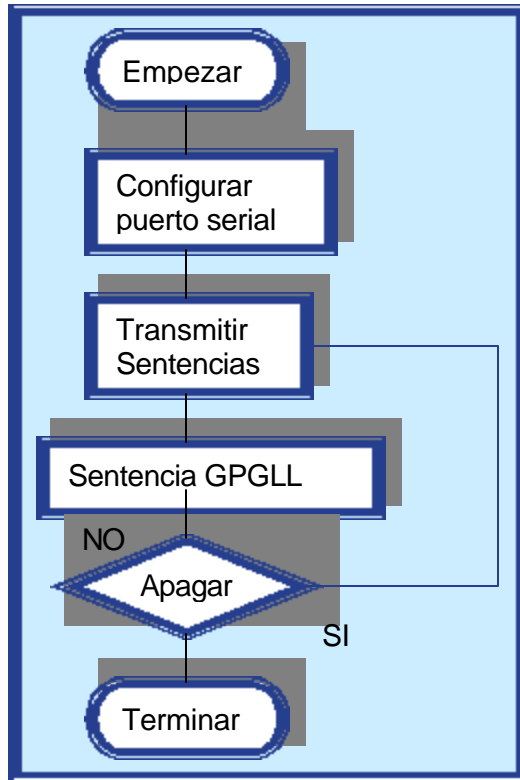 Empezar
Configurar
puerto serial
Transmitir
Sentencias
Sentencia GPGLL
NO
Apagar
SI
Terminar